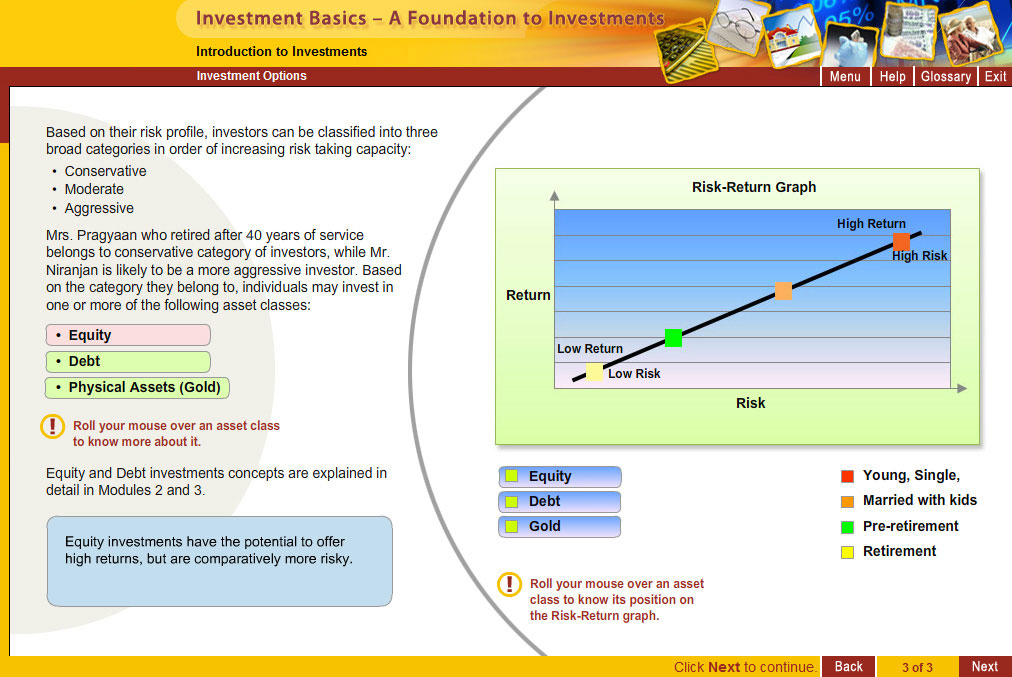 Investment Basics – A Foundation to Investments
Introduction to Investments
Investment Options
Menu
Help
Glossary
Exit
Based on their risk profile, investors can be classified into three
broad categories in order of increasing risk taking capacity:
• Conservative
• Moderate
• Aggressive
Mrs. Pragyaan who retired after 40 years of service
belongs to conservative category of investors, while Mr.
Niranjan is likely to be a more aggressive investor. Based
on the category they belong to, individuals may invest in
one or more of the following asset classes:
• Equity
• Debt
• Physical Assets (Gold)
! Roll your mouse over an asset class
to know more about it.
Equity and Debt investments concepts are explained in
detail in Modules 2 and 3.
Equity investments have the potential to offer
high returns, but are comparatively more risky.
Risk-Return Graph
High Return
High Risk
Return
Low Return
Low Risk
Risk
Equity
Debt
Gold
Young, Single,
Married with kids
Pre-retirement
Retirement
! Roll your mouse over an asset
class to know its position on
the Risk-Return graph.
Click Next to continue.
Back
3 of 3
Next